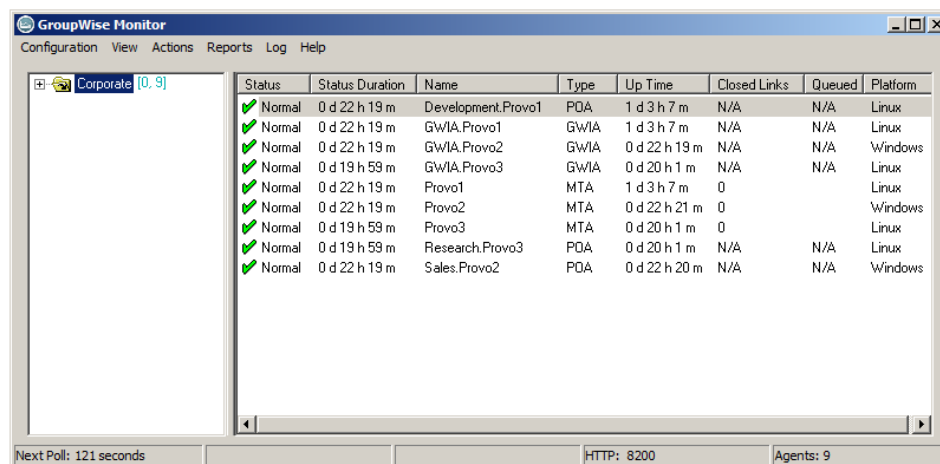 GroupWise Monitor
Configuration View Actions Reports Log Help
Corporate [0, 9]
Status Status Duration Name Type Up Time Closed Links Queued Platform
Normal 0 d 22 h 19 m Development.Provo1 POA 1 d 3 h 7 m N/A N/A Linux
Normal 0 d 22 h 19 m GWIA.Provo1 GWIA 1 d 3 h 7 m N/A N/A Linux
Normal 0 d 22 h 19 m GWIA.Provo2 GWIA 0 d 22 h 19 m N/A N/A Windows
Normal 0 d 19 h 59 m GWIA.Provo3 GWIA 0 d 20 h 1 m N/A N/A Linux
Normal 0 d 22 h 19 m Provo1 MTA 1 d 3 h 7 m 0 Linux
Normal 0 d 22 h 19 m Provo2 MTA 0 d 22 h 21 m 0 Windows
Normal 0 d 19 h 59 m Provo3 MTA 0 d 20 h 1 m 0 Linux
Normal 0 d 19 h 59 m Research.Provo3 POA 0 d 20 h 1 m N/A N/A Linux
Normal 0 d 22 h 19 m Sales.Provo2 POA 0 d 22 h 20 m N/A N/A Windows
Next Poll: 121 seconds HTTP: 8200 Agents: 9